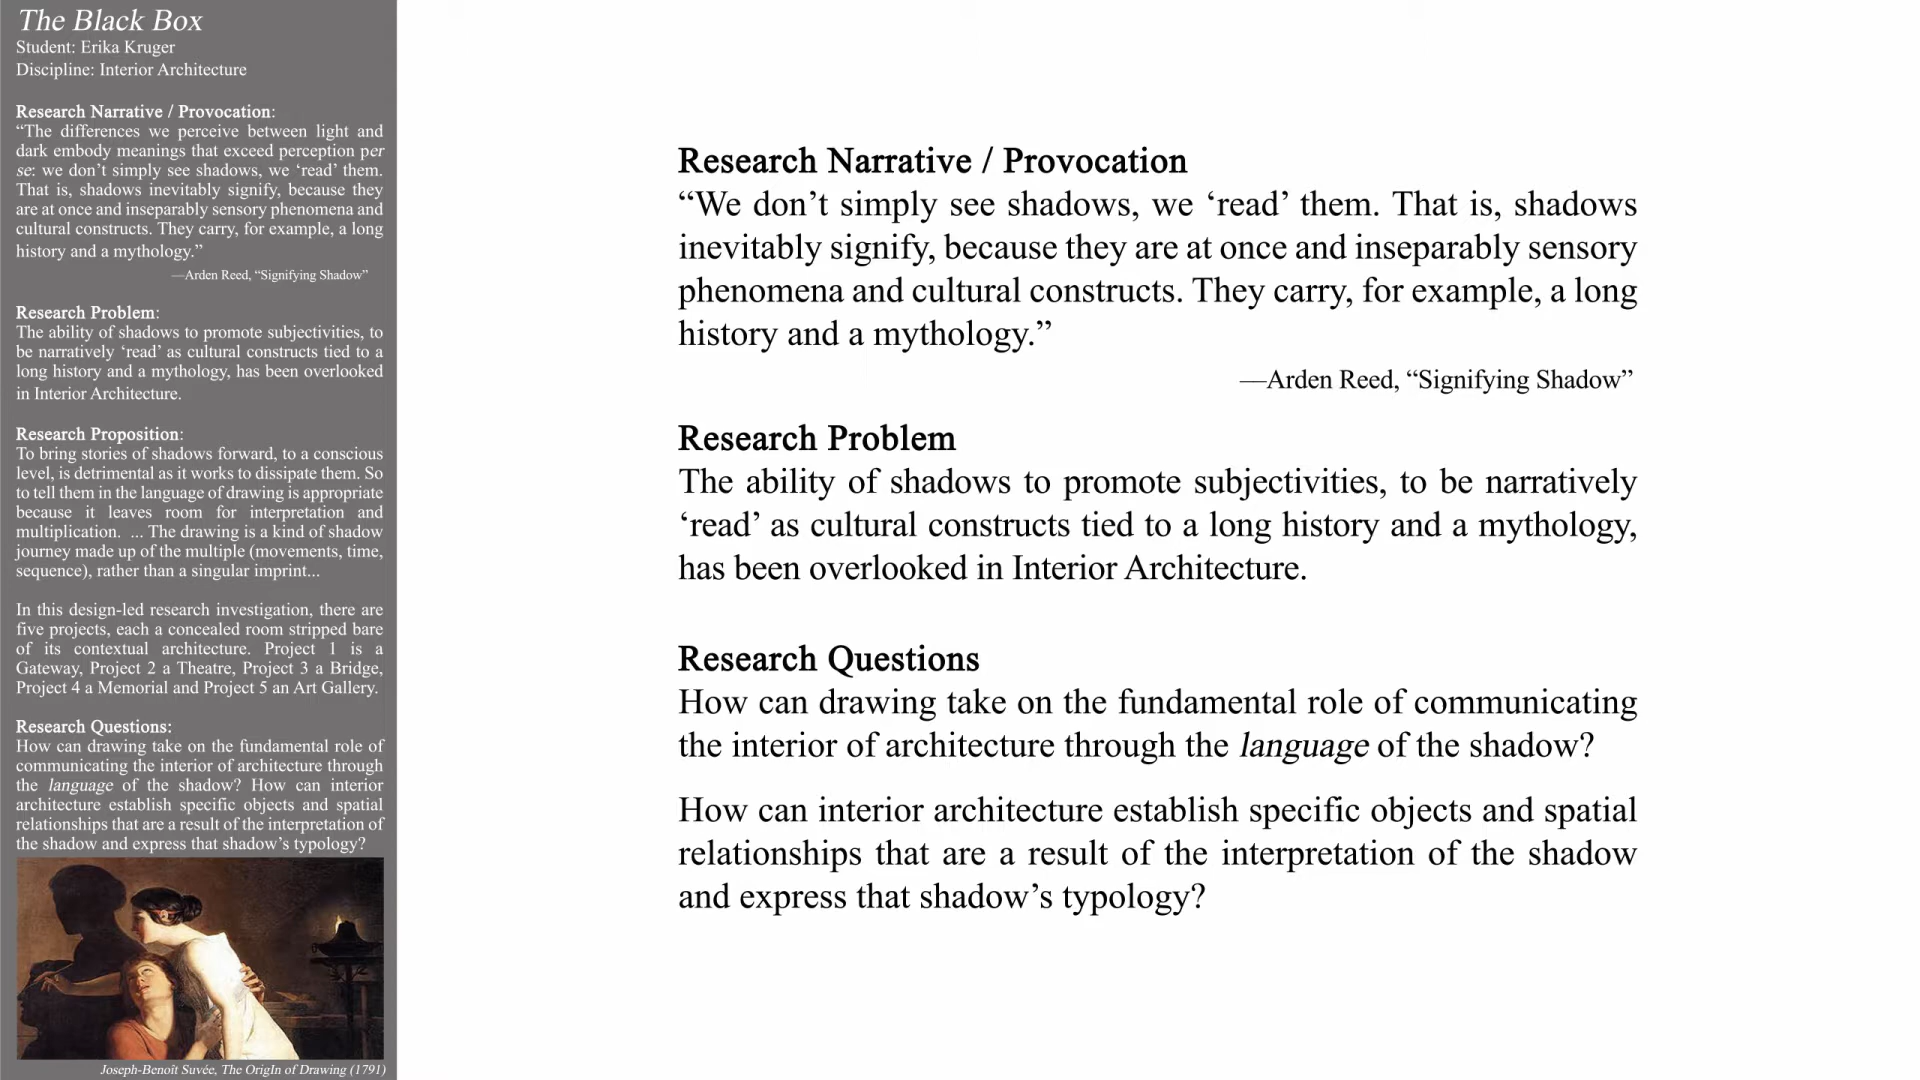 The Black Box
Student: Erika Kruger
Discipline: Interior Architecture
Research Narrative / Provocation:
“The differences we perceive between light and
dark embody meanings that exceed perception per
se: we don’t simply see shadows, we ‘read’ them.
That is, shadows inevitably signify, because they
are at once and inseparably sensory phenomena and
cultural constructs. They carry, for example, a long
history and a mythology.”
—Arden Reed, “Signifying Shadow”
Research Problem:
The ability of shadows to promote subjectivities, to
be narratively ‘read’ as cultural constructs tied to a
long history and a mythology, has been overlooked
in Interior Architecture.
Research Proposition:
To bring stories of shadows forward, to a conscious
level, is detrimental as it works to dissipate them. So
to tell them in the language of drawing is appropriate
because it leaves room for interpretation and
multiplication. ... The drawing is a kind of shadow
journey made up of the multiple (movements, time,
sequence), rather than a singular imprint...
In this design-led research investigation, there are
five projects, each a concealed room stripped bare
of its contextual architecture. Project 1 is a
Gateway, Project 2 a Theatre, Project 3 a Bridge,
Project 4 a Memorial and Project 5 an Art Gallery.
Research Questions:
How can drawing take on the fundamental role of
communicating the interior of architecture through
the language of the shadow? How can interior
architecture establish specific objects and spatial
relationships that are a result of the interpretation of
the shadow and express that shadow’s typology?
Joseph-Benoît Suvée, The OrigIn of Drawing (1791)
Research Narrative / Provocation
“We don’t simply see shadows, we ‘read’ them. That is, shadows
inevitably signify, because they are at once and inseparably sensory
phenomena and cultural constructs. They carry, for example, a long
history and a mythology.”
—Arden Reed, “Signifying Shadow”
Research Problem
The ability of shadows to promote subjectivities, to be narratively
‘read’ as cultural constructs tied to a long history and a mythology,
has been overlooked in Interior Architecture.
Research Questions
How can drawing take on the fundamental role of communicating
the interior of architecture through the language of the shadow?
How can interior architecture establish specific objects and spatial
relationships that are a result of the interpretation of the shadow
and express that shadow’s typology?